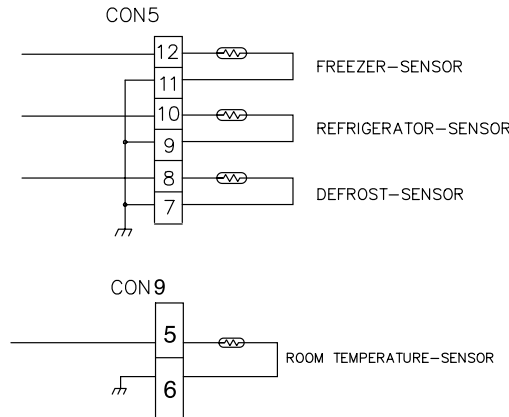 CON5
12
11
10
9
8
7
FREEZER-SENSOR
REFRIGERATOR-SENSOR
DEFROST-SENSOR
CON9
5
6
ROOM TEMPERATURE-SENSOR